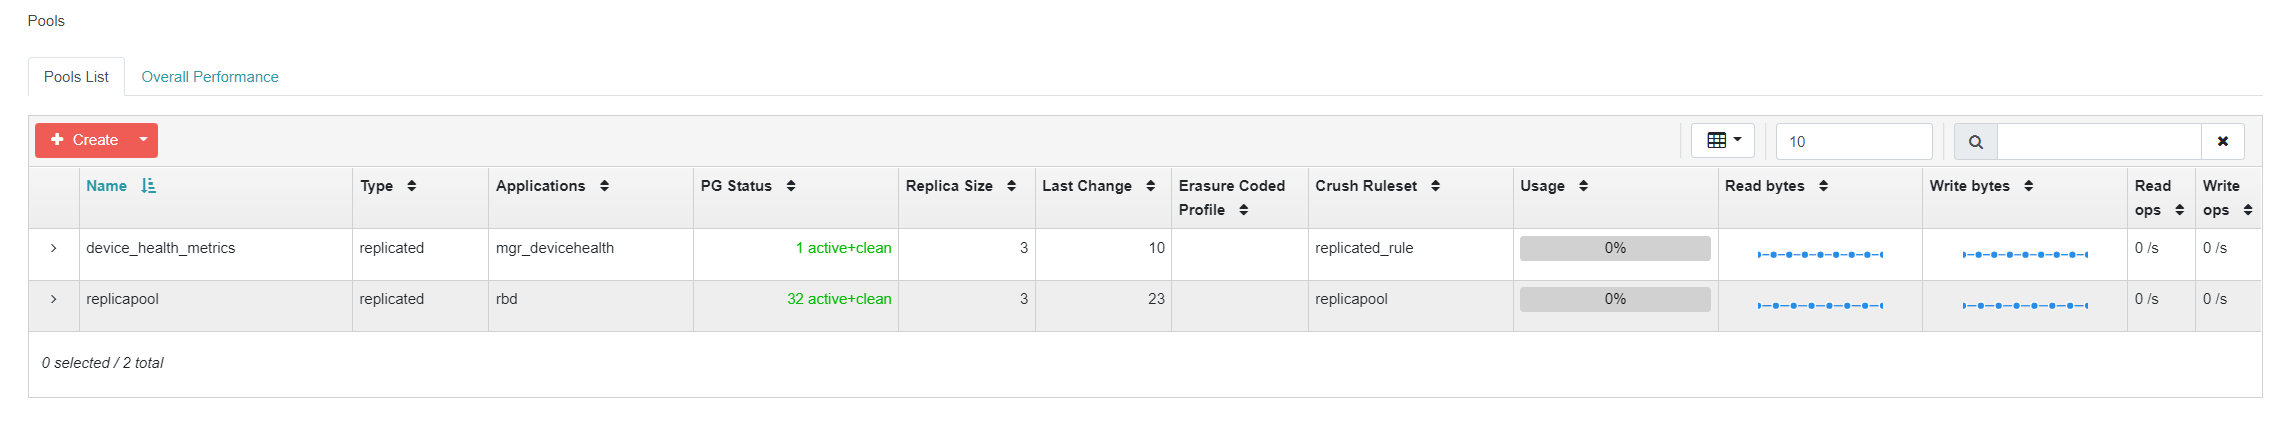 Pools
Pools List Overall Performance
Create 10
Name Type Applications PG Status Replica Size Last Change Erasure Coded Profile Crush Ruleset Usage Read bytes Write bytes Read ops Write ops
device_health_metrics replicated mgr_devicehealth 1 active+clean 3 10 replicated_rule 0% 0 /s 0 /s
replicapool replicated rbd 32 active+clean 3 23 replicapool 0% 0 /s 0 /s
0 selected / 2 total